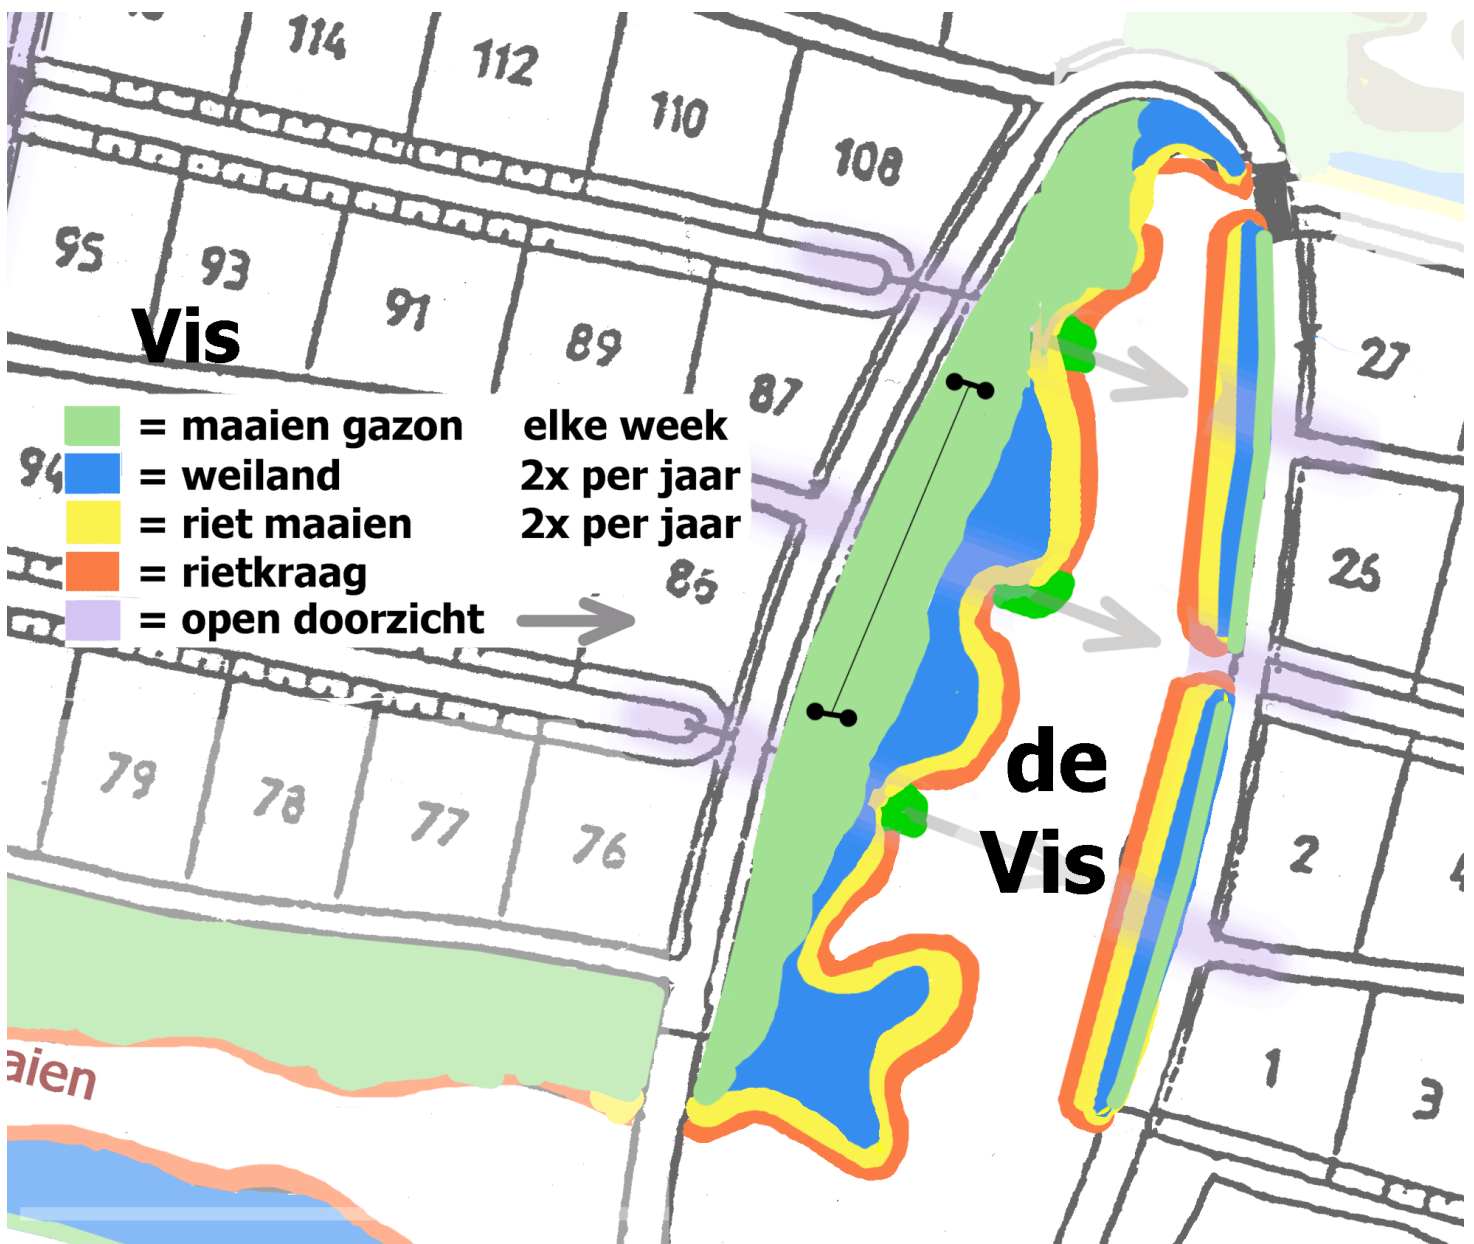 114
112
110
108
95
93
91
89
87
27
Vis
= maaien gazon elke week
= weiland 2x per jaar
= riet maaien 2x per jaar
= rietkraag
= open doorzicht
94
26
79
78
77
76
de
Vis
2
1
3
aien